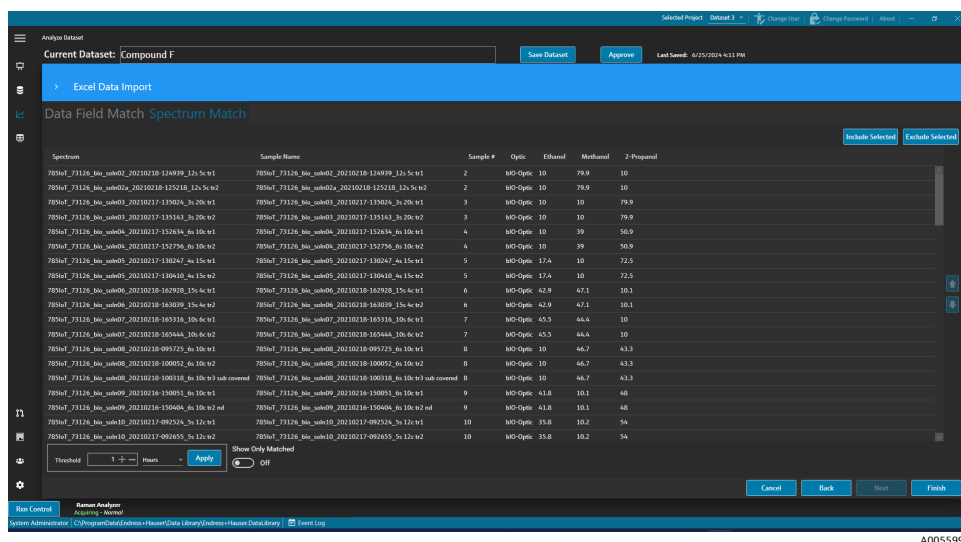 Selected Project Dataset 3 Change User Change Password About
Analyze Dataset
Current Dataset: Compound F Save Dataset Approve Last Saved: 6/25/2024 4:11 PM
Excel Data Import
Data Field Match Spectrum Match
Include Selected Exclude Selected
Spectrum Sample Name Sample # Optic Ethanol Methanol 2-Propanol
785IoT_73126_bio_soln02_20210218-124939_12s 5c tr1 785IoT_73126_bio_soln02_20210218-124939_12s 5c tr1 2 bIO-Optic 10 79.9 10
785IoT_73126_bio_soln02a_20210218-125218_12s 5c tr2 785IoT_73126_bio_soln02a_20210218-125218_12s 5c tr2 2 bIO-Optic 10 79.9 10
785IoT_73126_bio_soln03_20210217-135024_3s 20c tr1 785IoT_73126_bio_soln03_20210217-135024_3s 20c tr1 3 bIO-Optic 10 10 79.9
785IoT_73126_bio_soln03_20210217-135143_3s 20c tr2 785IoT_73126_bio_soln03_20210217-135143_3s 20c tr2 3 bIO-Optic 10 10 79.9
785IoT_73126_bio_soln04_20210217-152634_6s 10c tr1 785IoT_73126_bio_soln04_20210217-152634_6s 10c tr1 4 bIO-Optic 10 39 50.9
785IoT_73126_bio_soln04_20210217-152756_6s 10c tr2 785IoT_73126_bio_soln04_20210217-152756_6s 10c tr2 4 bIO-Optic 10 39 50.9
785IoT_73126_bio_soln05_20210217-130247_4s 15c tr1 785IoT_73126_bio_soln05_20210217-130247_4s 15c tr1 5 bIO-Optic 17.4 10 72.5
785IoT_73126_bio_soln05_20210217-130410_4s 15c tr2 785IoT_73126_bio_soln05_20210217-130410_4s 15c tr2 5 bIO-Optic 17.4 10 72.5
785IoT_73126_bio_soln06_20210218-162928_15s 4c tr1 785IoT_73126_bio_soln06_20210218-162928_15s 4c tr1 6 bIO-Optic 42.9 47.1 10.1
785IoT_73126_bio_soln06_20210218-163039_15s 4c tr2 785IoT_73126_bio_soln06_20210218-163039_15s 4c tr2 6 bIO-Optic 42.9 47.1 10.1
785IoT_73126_bio_soln07_20210218-165316_10s 6c tr1 785IoT_73126_bio_soln07_20210218-165316_10s 6c tr1 7 bIO-Optic 45.5 44.4 10
785IoT_73126_bio_soln07_20210218-165444_10s 6c tr2 785IoT_73126_bio_soln07_20210218-165444_10s 6c tr2 7 bIO-Optic 45.5 44.4 10
785IoT_73126_bio_soln08_20210218-095725_6s 10c tr1 785IoT_73126_bio_soln08_20210218-095725_6s 10c tr1 8 bIO-Optic 10 46.7 43.3
785IoT_73126_bio_soln08_20210218-100052_6s 10c tr2 785IoT_73126_bio_soln08_20210218-100052_6s 10c tr2 8 bIO-Optic 10 46.7 43.3
785IoT_73126_bio_soln08_20210218-100318_6s 10c tr3 sub covered 785IoT_73126_bio_soln08_20210218-100318_6s 10c tr3 sub covered 8 bIO-Optic 10 46.7 43.3
785IoT_73126_bio_soln09_20210216-150051_6s 10c tr1 785IoT_73126_bio_soln09_20210216-150051_6s 10c tr1 9 bIO-Optic 41.8 10.1 48
785IoT_73126_bio_soln09_20210216-150404_6s 10c tr2 nd 785IoT_73126_bio_soln09_20210216-150404_6s 10c tr2 nd 9 bIO-Optic 41.8 10.1 48
785IoT_73126_bio_soln10_20210217-092524_5s 12c tr1 785IoT_73126_bio_soln10_20210217-092524_5s 12c tr1 10 bIO-Optic 35.8 10.2 54
785IoT_73126_bio_soln10_20210217-092655_5s 12c tr2 785IoT_73126_bio_soln10_20210217-092655_5s 12c tr2 10 bIO-Optic 35.8 10.2 54
Show Only Matched
Threshold 1 Hours Apply Off
Cancel Back Next Finish
Rxn Control Raman Analyzer
Acquiring - Normal
System Administrator C:\ProgramData\Endress+Hauser\Data Library\Endress+Hauser.DataLibrary Event Log
A005599